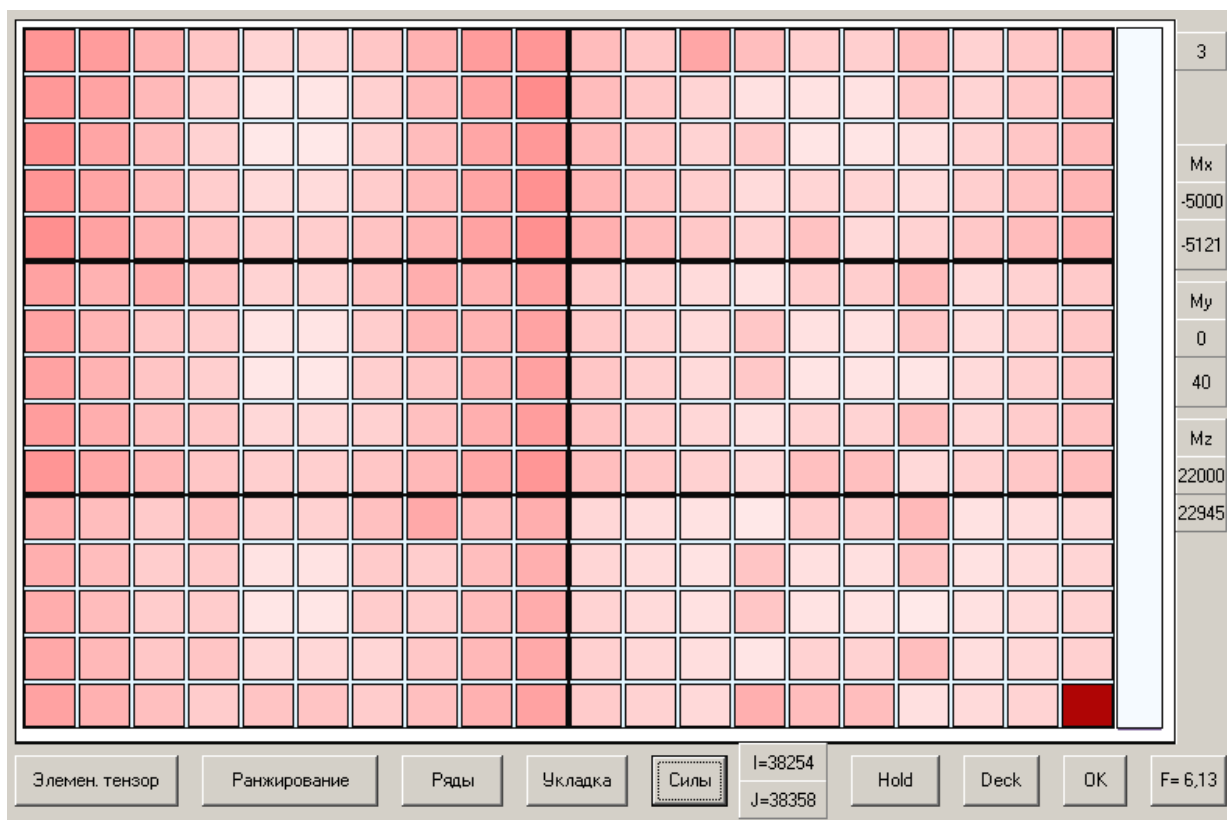 3
Mx
-5000
-5121
My
0
40
Mz
22000
22945
Элемен. тензор
Ранжирование
Ряды
Укладка
Силы
I=38254
J=38358
Hold
Deck
OK
F= 6,13